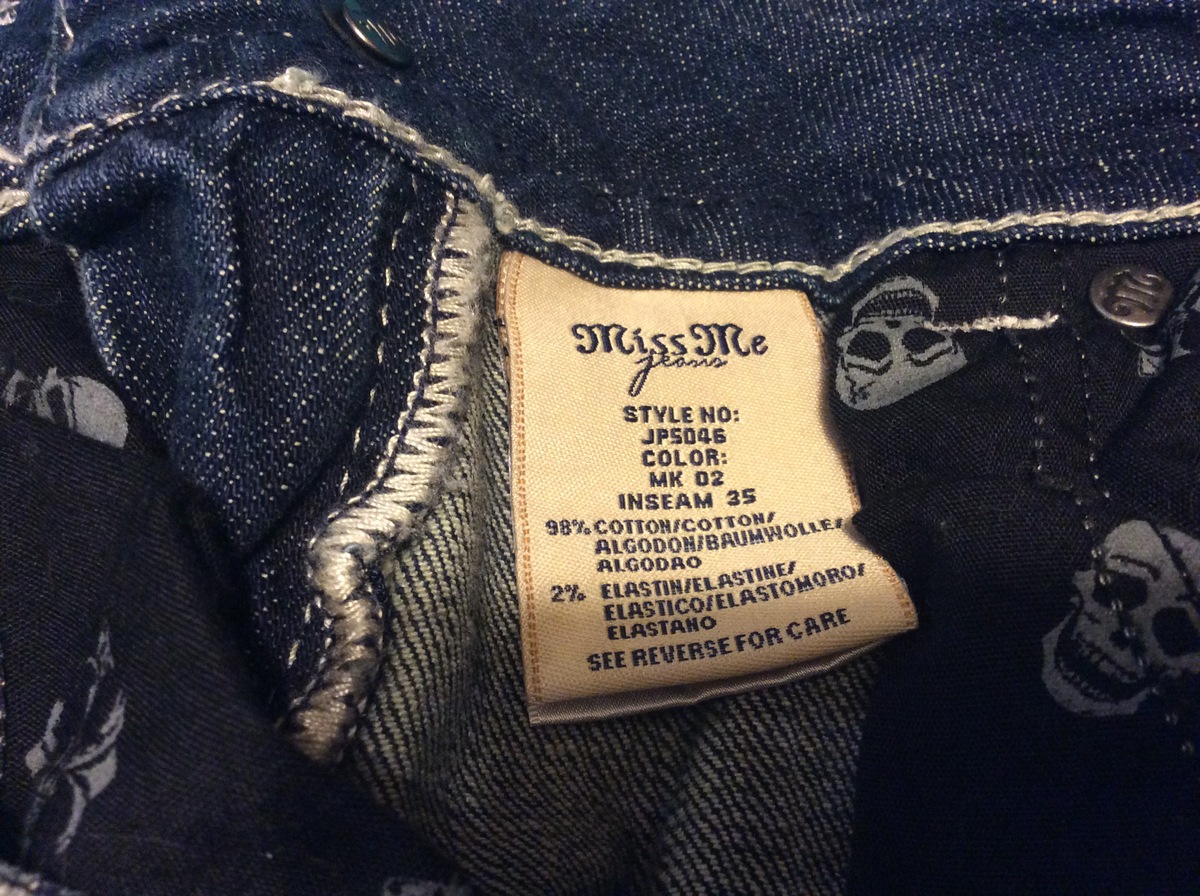 Miss Me
jeans
STYLE NO:
JP5046
COLOR:
MK 02
INSEAM 35
98% COTTON/COTTON/
ALGODON/BAUMWOLLE/
ALGODAO
2% ELASTIN/ELASTINE/
ELASTICO/ELASTOMORO/
ELASTANO
SEE REVERSE FOR CARE